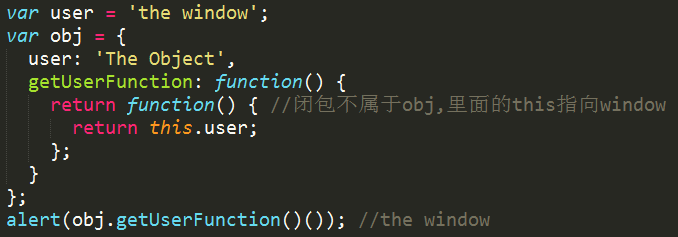 var user = 'the window';
var obj = {
  user: 'The Object',
  getUserFunction: function() {
    return function() { //闭包不属于obj,里面的this指向window
      return this.user;
    };
  }
};
alert(obj.getUserFunction()()); //the window